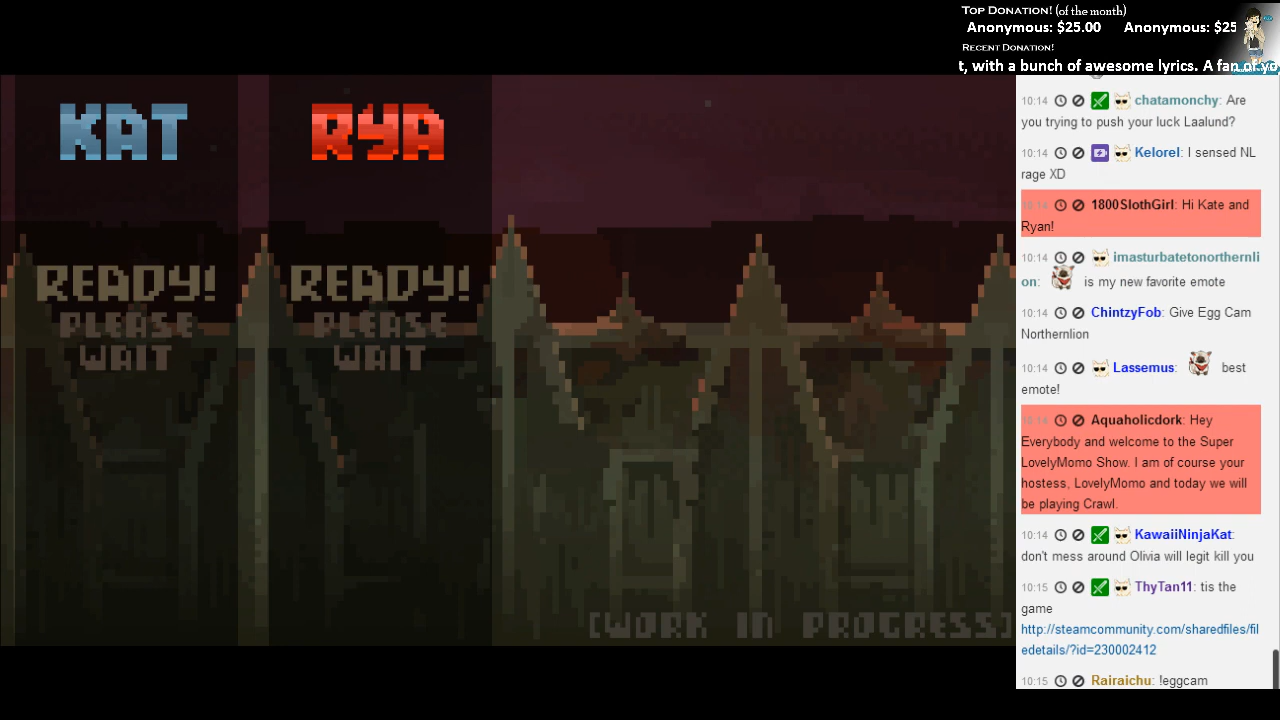 TOP DONATION! (of the month)
Anonymous: $25.00 Anonymous: $25
RECENT DONATION!
t, with a bunch of awesome lyrics. A fan of yo
KAT
RYA
READY!
PLEASE
WAIT
READY!
PLEASE
WAIT
[WORK IN PROGRESS]
10:14 chatamonchy: Are
you trying to push your luck Laalund?
10:14 Kelorel: I sensed NL
rage XD
10:14 1800SlothGirl: Hi Kate and
Ryan!
10:14 imasturbatetonorthernli
on: is my new favorite emote
10:14 ChintzyFob: Give Egg Cam
Northernlion
10:14 Lassemus: best
emote!
10:14 Aquaholicdork: Hey
Everybody and welcome to the Super
LovelyMomo Show. I am of course your
hostess, LovelyMomo and today we will
be playing Crawl.
10:14 KawaiiNinjaKat:
don't mess around Olivia will legit kill you
10:15 ThyTan11: tis the
game
http://steamcommunity.com/sharedfiles/fil
edetails/?id=230002412
10:15 Rairaichu: !eggcam